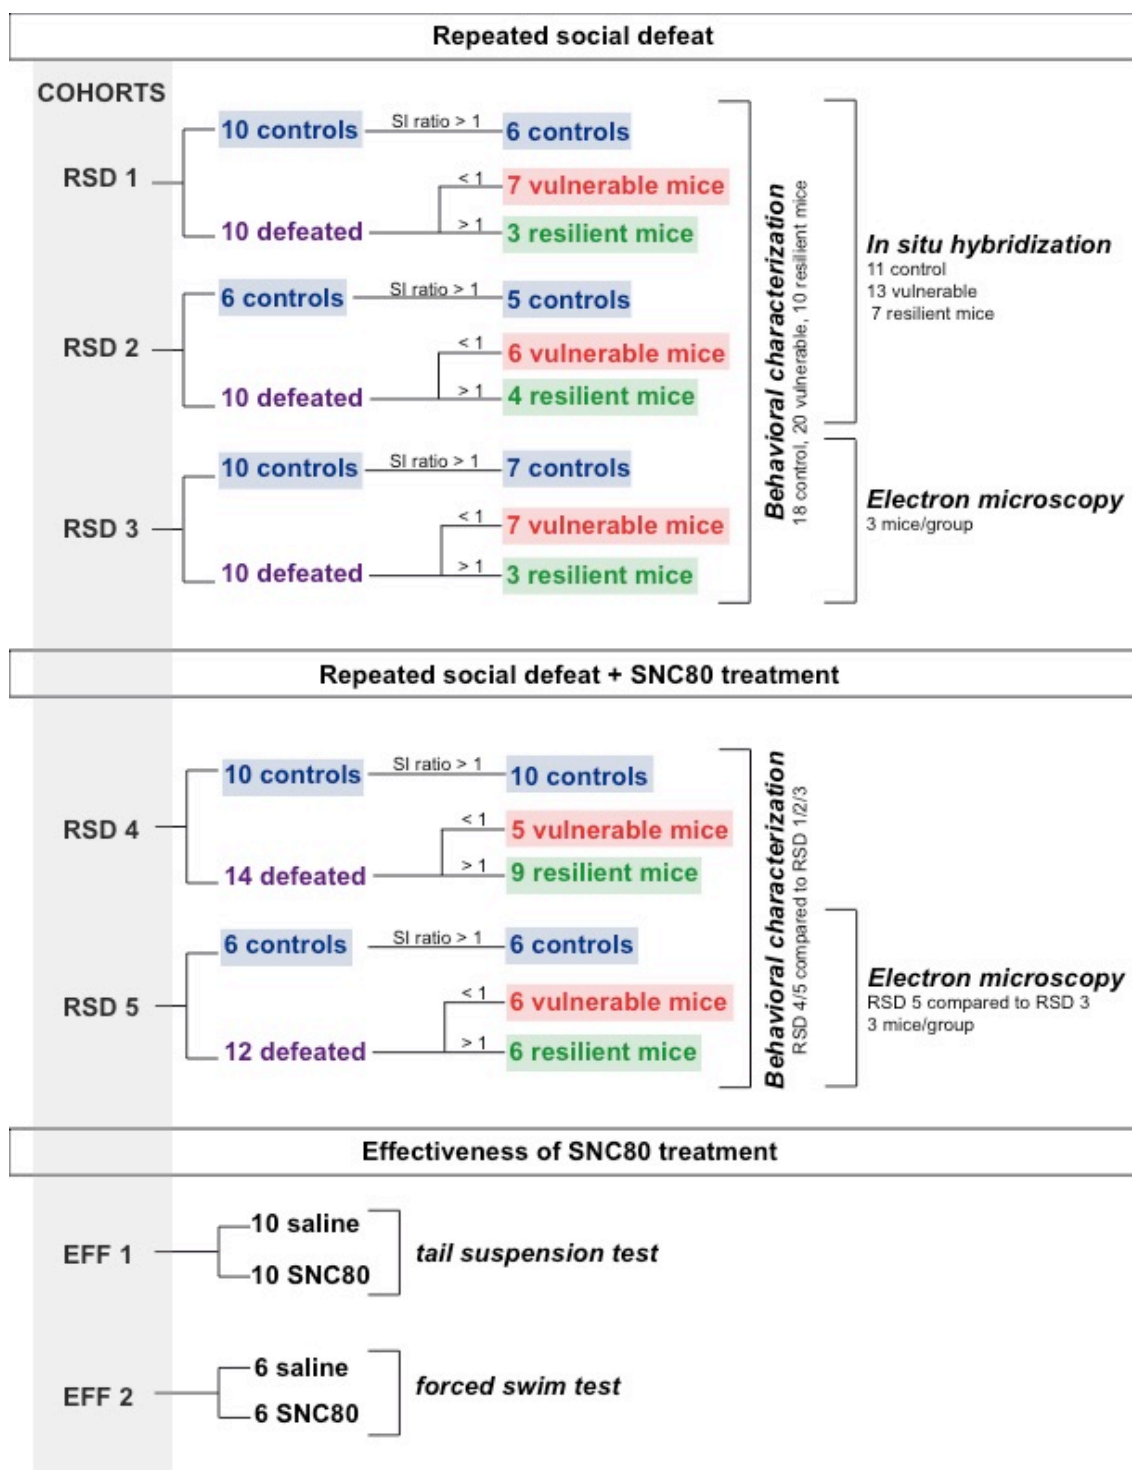 Repeated social defeat
COHORTS
RSD 1
10 controls
SI ratio > 1
6 controls
< 1
7 vulnerable mice
10 defeated
> 1
3 resilient mice
RSD 2
6 controls
SI ratio > 1
5 controls
< 1
6 vulnerable mice
10 defeated
> 1
4 resilient mice
RSD 3
10 controls
SI ratio > 1
7 controls
< 1
7 vulnerable mice
10 defeated
> 1
3 resilient mice
Behavioral characterization
18 control, 20 vulnerable, 10 resilient mice
In situ hybridization
11 control
13 vulnerable
7 resilient mice
Electron microscopy
3 mice/group
Repeated social defeat + SNC80 treatment
RSD 4
10 controls
SI ratio > 1
10 controls
< 1
5 vulnerable mice
14 defeated
> 1
9 resilient mice
RSD 5
6 controls
SI ratio > 1
6 controls
< 1
6 vulnerable mice
12 defeated
> 1
6 resilient mice
Behavioral characterization
RSD 4/5 compared to RSD 1/2/3
Electron microscopy
RSD 5 compared to RSD 3
3 mice/group
Effectiveness of SNC80 treatment
EFF 1
10 saline
10 SNC80
tail suspension test
EFF 2
6 saline
6 SNC80
forced swim test